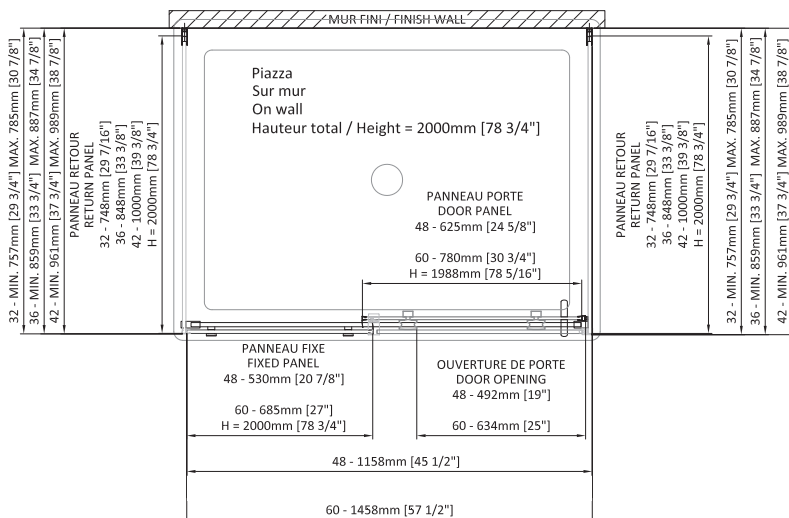 MUR FINI / FINISH WALL
Piazza
Sur mur
On wall
Hauteur total / Height = 2000mm [78 3/4"]
32 - MIN. 757mm [29 3/4"] MAX. 785mm [30 7/8"]
36 - MIN. 859mm [33 3/4"] MAX. 887mm [34 7/8"]
42 - MIN. 961mm [37 3/4"] MAX. 989mm [38 7/8"]
PANNEAU RETOUR
RETURN PANEL
32 - 748mm [29 7/16"]
36 - 848mm [33 3/8"]
42 - 1000mm [39 3/8"]
H = 2000mm [78 3/4"]
PANNEAU PORTE
DOOR PANEL
48 - 625mm [24 5/8"]
60 - 780mm [30 3/4"]
H = 1988mm [78 5/16"]
PANNEAU RETOUR
RETURN PANEL
32 - 748mm [29 7/16"]
36 - 848mm [33 3/8"]
42 - 1000mm [39 3/8"]
H = 2000mm [78 3/4"]
32 - MIN. 757mm [29 3/4"] MAX. 785mm [30 7/8"]
36 - MIN. 859mm [33 3/4"] MAX. 887mm [34 7/8"]
42 - MIN. 961mm [37 3/4"] MAX. 989mm [38 7/8"]
PANNEAU FIXE
FIXED PANEL
48 - 530mm [20 7/8"]
60 - 685mm [27"]
H = 2000mm [78 3/4"]
OUVERTURE DE PORTE
DOOR OPENING
48 - 492mm [19"]
60 - 634mm [25"]
48 - 1158mm [45 1/2"]
60 - 1458mm [57 1/2"]